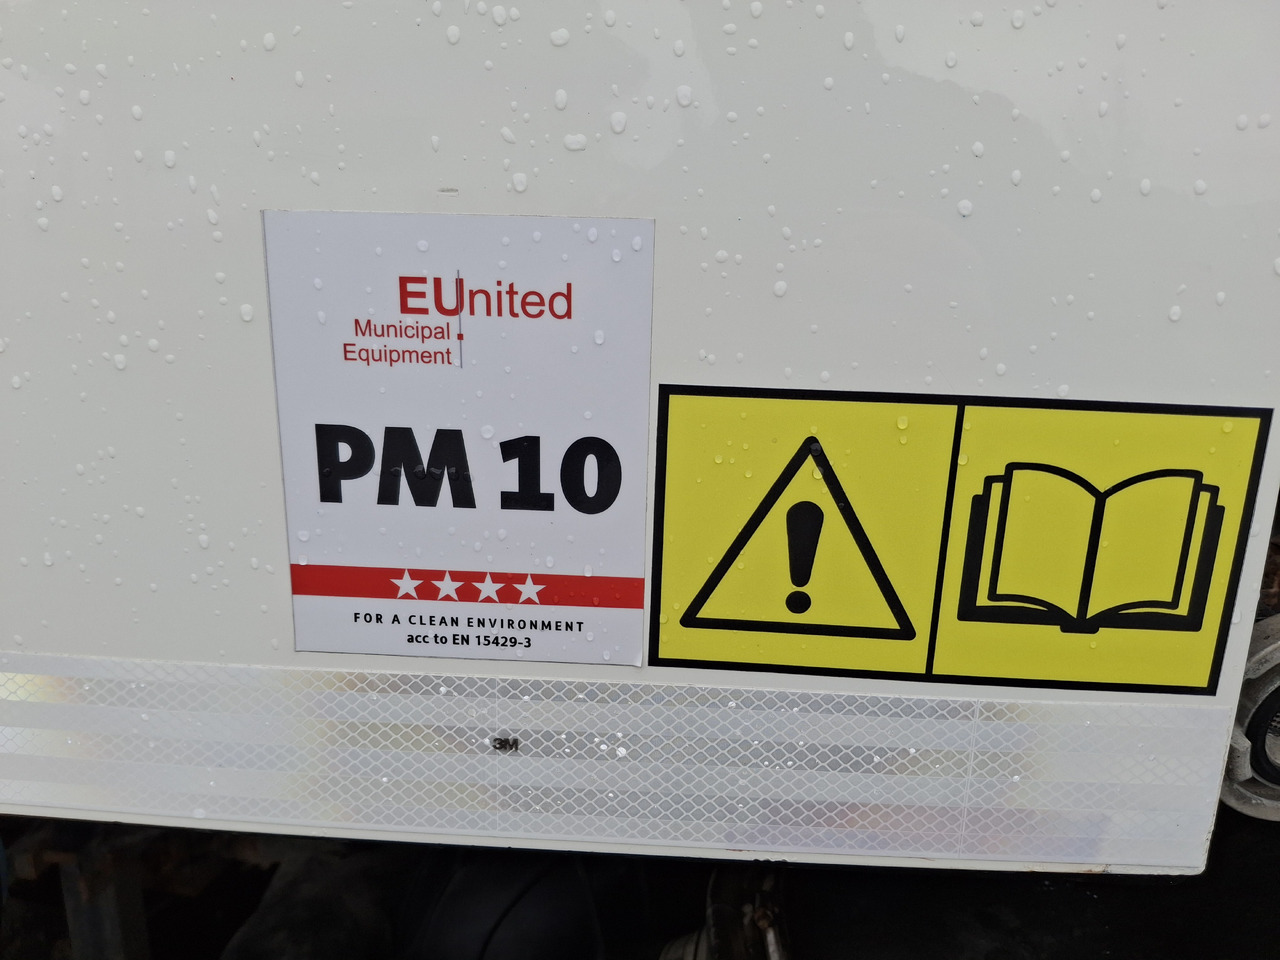 EUnited
Municipal
Equipment
PM 10
FOR A CLEAN ENVIRONMENT
acc to EN 15429-3
3M